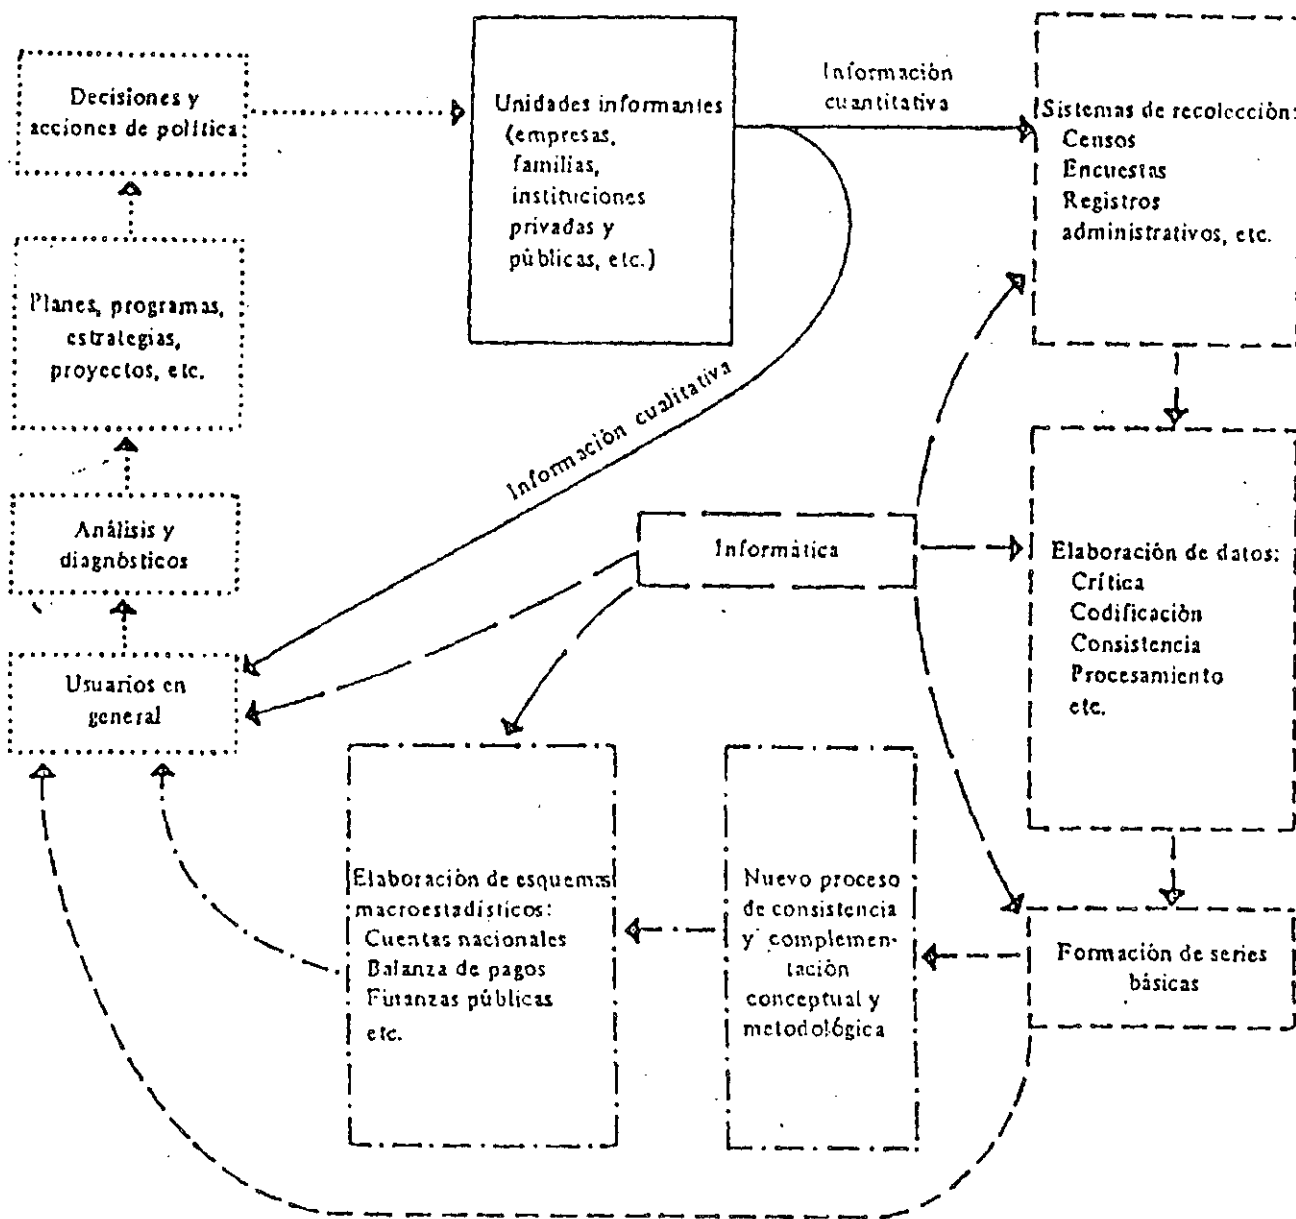 Decisiones y
acciones de política
Unidades informantes
(empresas,
familias,
instituciones
privadas y
públicas, etc.)
Información
cuantitativa
Sistemas de recolección:
Censos
Encuestas
Registros
administrativos, etc.
Planes, programas,
estrategias,
proyectos, etc.
Información cualitativa
Análisis y
diagnósticos
Informática
Elaboración de datos:
Crítica
Codificación
Consistencia
Procesamiento
etc.
Usuarios en
general
Elaboración de esquemas
macroestadísticos:
Cuentas nacionales
Balanza de pagos
Finanzas públicas
etc.
Nuevo proceso
de consistencia
y complemen-
tación
conceptual y
metodológica
Formación de series
básicas